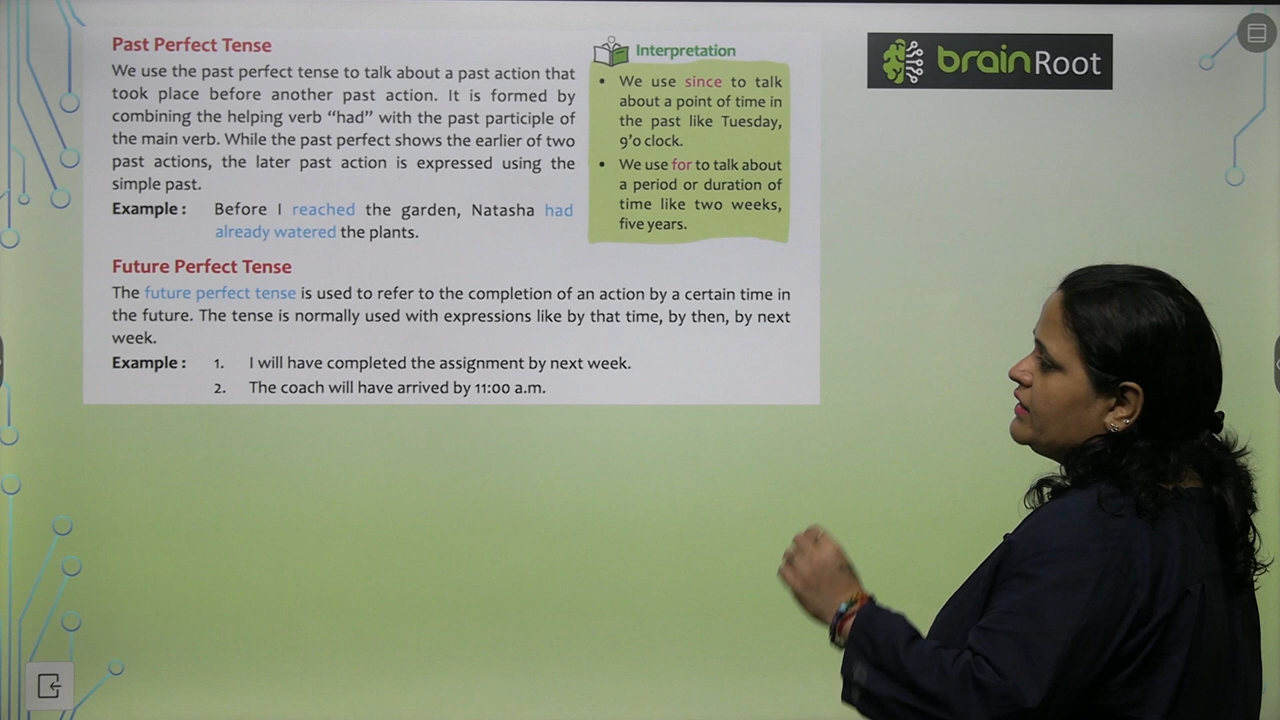 Past Perfect Tense
We use the past perfect tense to talk about a past action that
took place before another past action. It is formed by
combining the helping verb “had” with the past participle of
the main verb. While the past perfect shows the earlier of two
past actions, the later past action is expressed using the
simple past.
Example : Before I reached the garden, Natasha had
already watered the plants.
Interpretation
• We use since to talk
about a point of time in
the past like Tuesday,
9’o clock.
• We use for to talk about
a period or duration of
time like two weeks,
five years.
Future Perfect Tense
The future perfect tense is used to refer to the completion of an action by a certain time in
the future. The tense is normally used with expressions like by that time, by then, by next
week.
Example : 1. I will have completed the assignment by next week.
2. The coach will have arrived by 11:00 a.m.
brainRoot